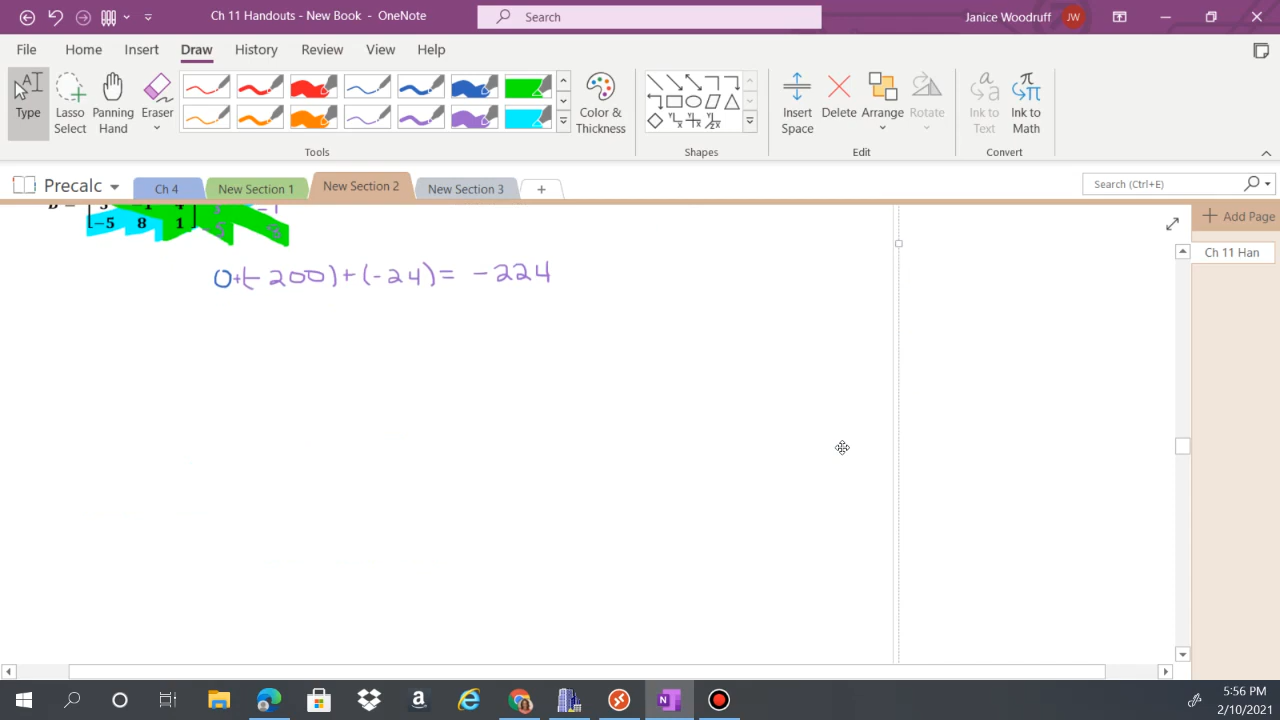 Ch 11 Handouts - New Book - OneNote
Search
Janice Woodruff JW
File Home Insert Draw History Review View Help
Type Lasso Select Panning Hand Eraser
Color & Thickness
Insert Space Delete Arrange Rotate
Ink to Text Ink to Math
Tools Shapes Edit Convert
Precalc Ch 4 New Section 1 New Section 2 New Section 3 +
Search (Ctrl+E)
Add Page
Ch 11 Han
-5 8 1
0+(-200)+(-24)= -224
5:56 PM
2/10/2021